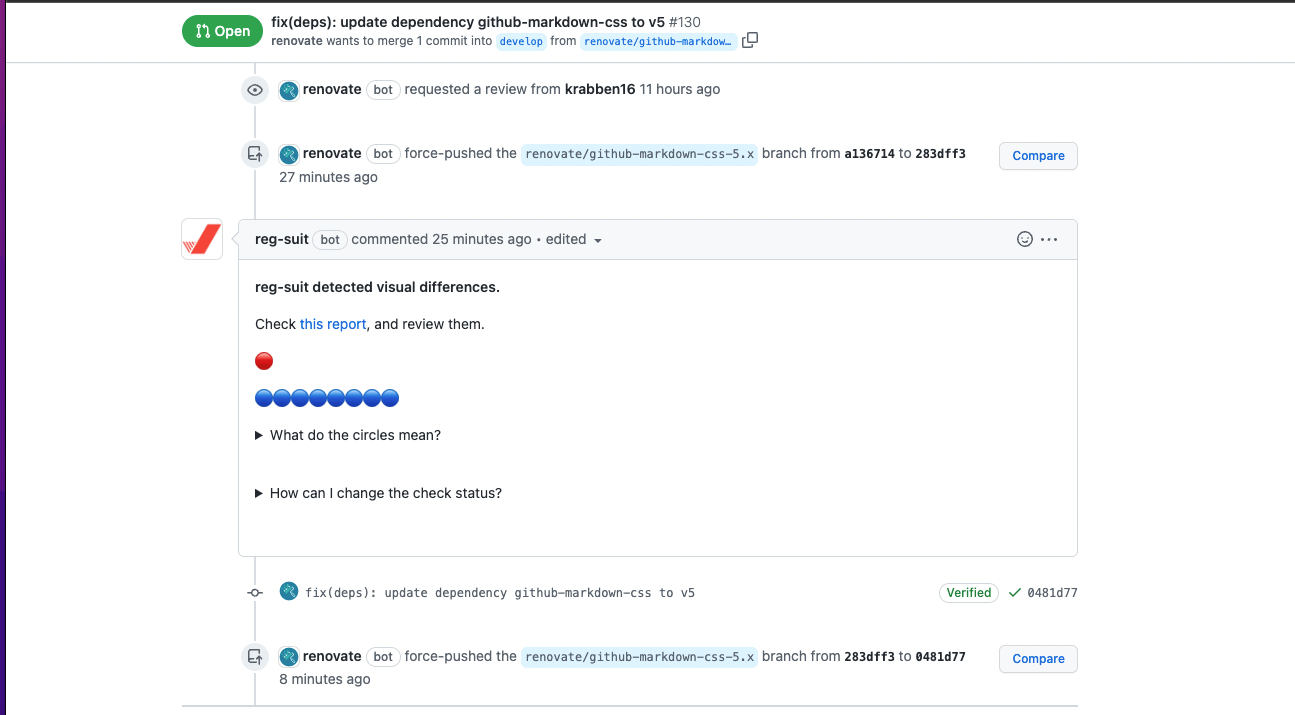 Open
fix(deps): update dependency github-markdown-css to v5 #130
renovate wants to merge 1 commit into develop from renovate/github-markdow…
renovate bot requested a review from krabben16 11 hours ago
renovate bot force-pushed the renovate/github-markdown-css-5.x branch from a136714 to 283dff3
Compare
27 minutes ago
reg-suit bot commented 25 minutes ago • edited
reg-suit detected visual differences.
Check this report, and review them.
What do the circles mean?
How can I change the check status?
fix(deps): update dependency github-markdown-css to v5
Verified 0481d77
renovate bot force-pushed the renovate/github-markdown-css-5.x branch from 283dff3 to 0481d77
Compare
8 minutes ago